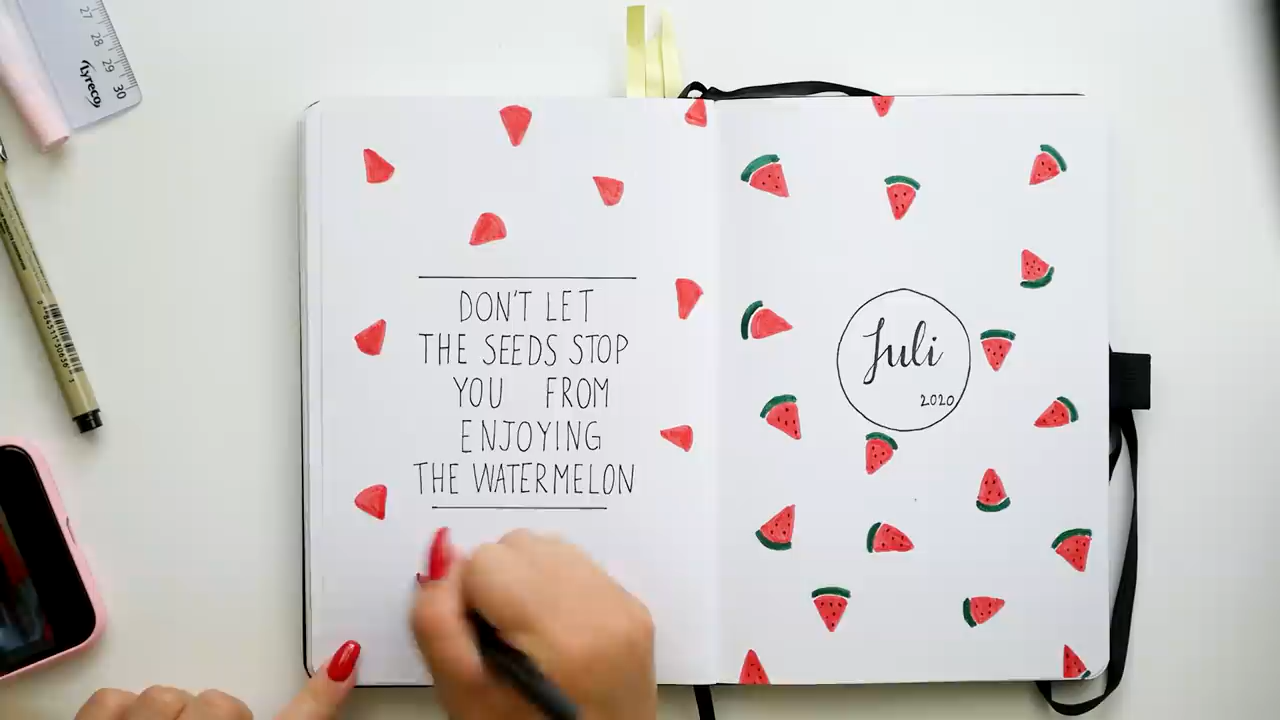 27
28
29
30
Lyreco
DON'T LET
THE SEEDS STOP
YOU FROM
ENJOYING
THE WATERMELON
Juli
2020